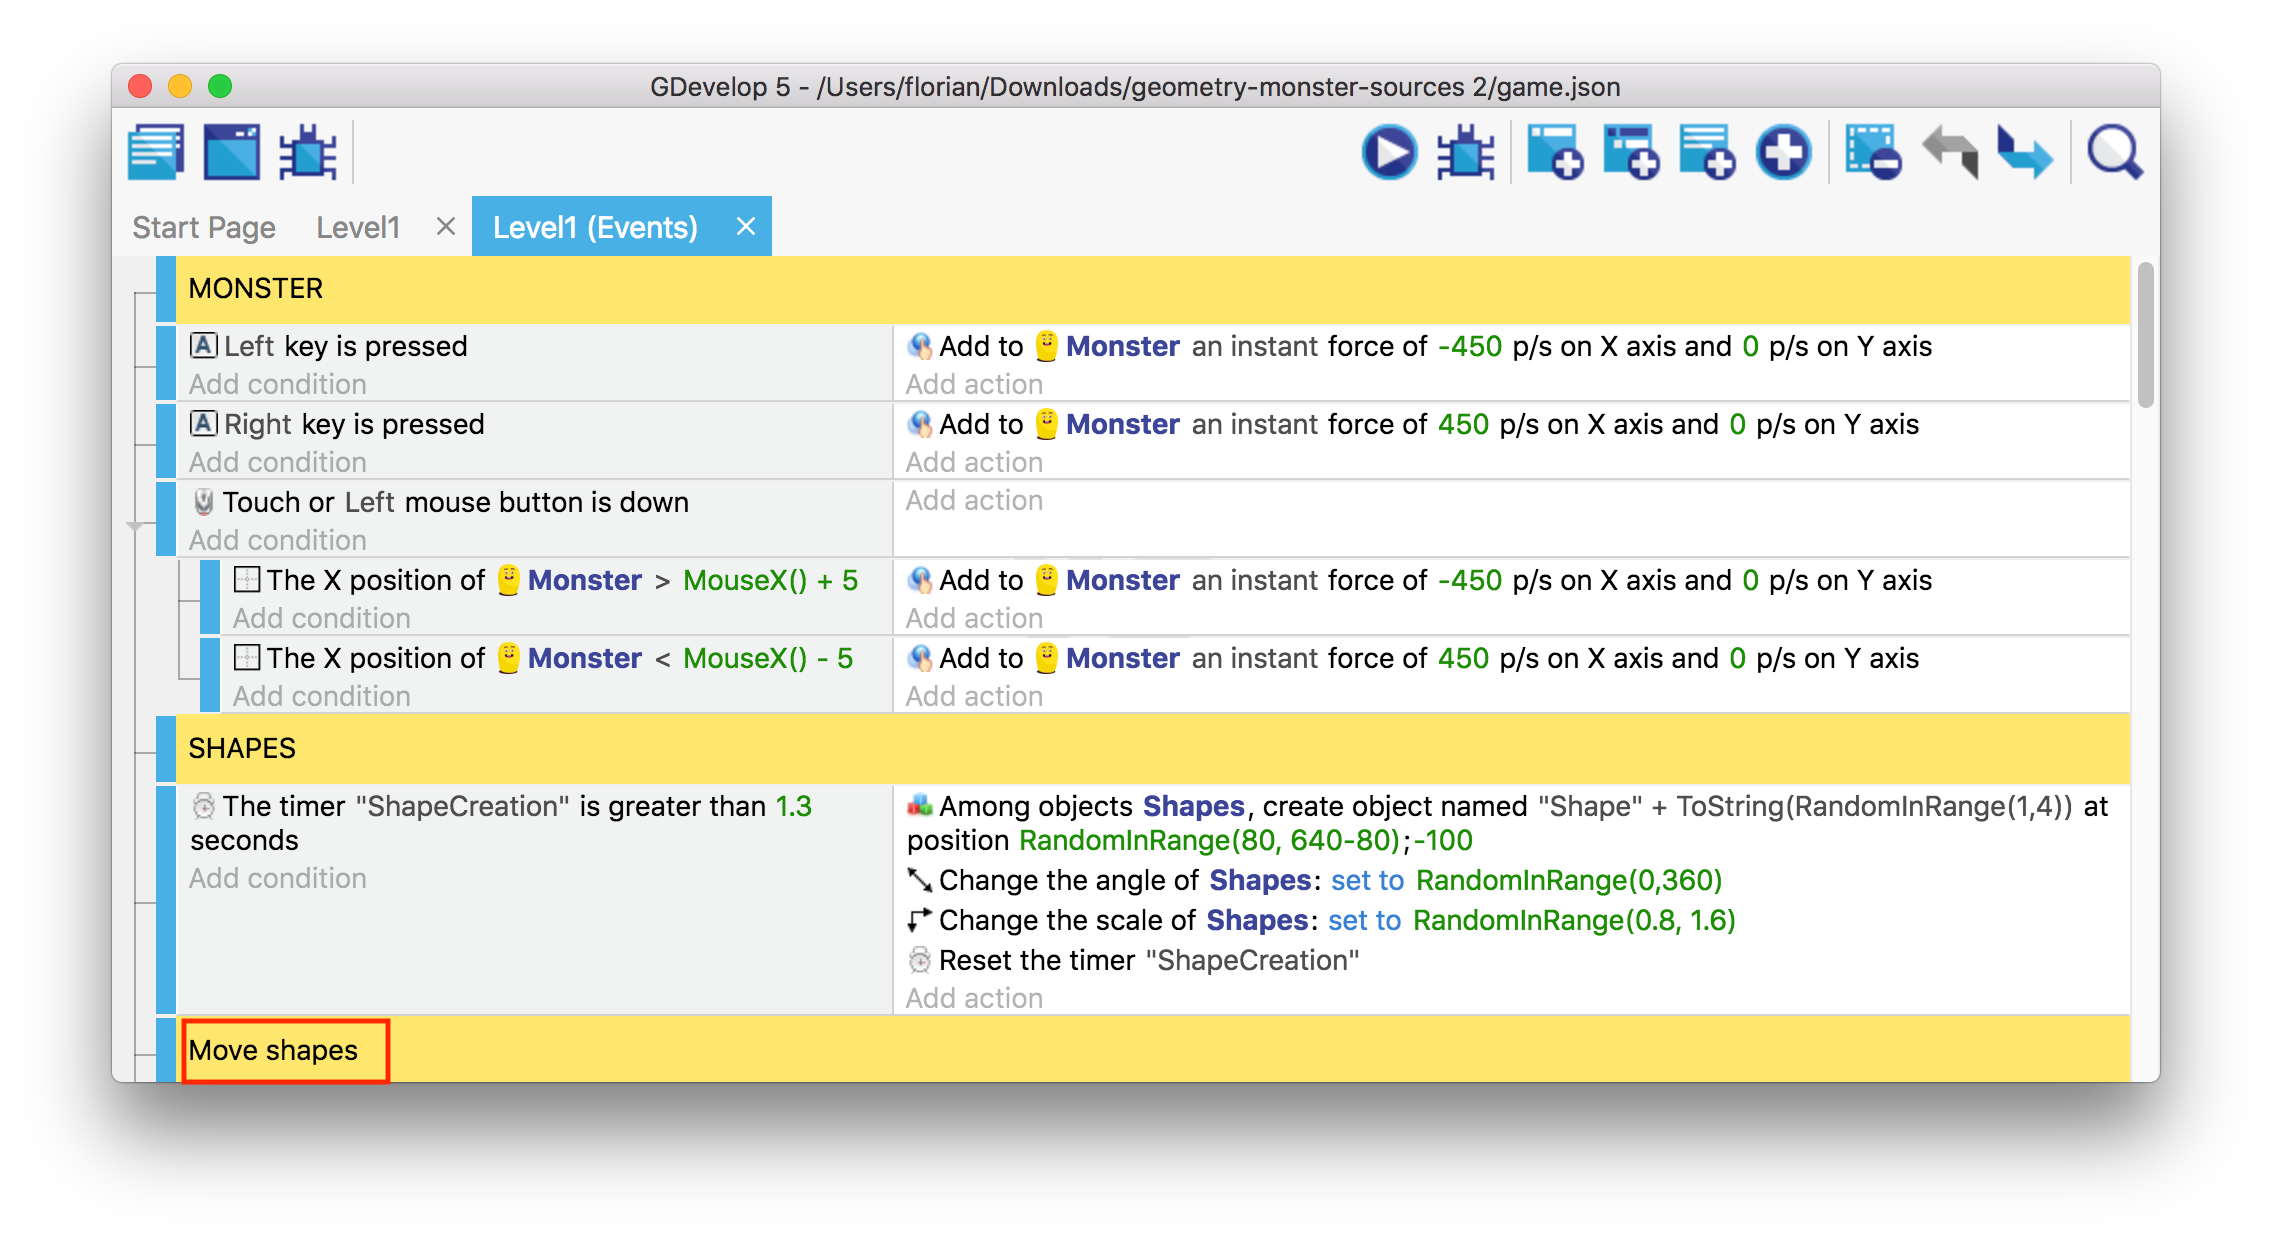 GDevelop 5 - /Users/florian/Downloads/geometry-monster-sources 2/game.json
Start Page Level1 × Level1 (Events) ×
MONSTER
A Left key is pressed
Add to Monster an instant force of -450 p/s on X axis and 0 p/s on Y axis
Add condition
Add action
A Right key is pressed
Add to Monster an instant force of 450 p/s on X axis and 0 p/s on Y axis
Add condition
Add action
Touch or Left mouse button is down
Add action
Add condition
The X position of Monster > MouseX() + 5
Add to Monster an instant force of -450 p/s on X axis and 0 p/s on Y axis
Add condition
Add action
The X position of Monster < MouseX() - 5
Add to Monster an instant force of 450 p/s on X axis and 0 p/s on Y axis
Add condition
Add action
SHAPES
The timer "ShapeCreation" is greater than 1.3
seconds
Add condition
Among objects Shapes, create object named "Shape" + ToString(RandomInRange(1,4)) at
position RandomInRange(80, 640-80);-100
Change the angle of Shapes: set to RandomInRange(0,360)
Change the scale of Shapes: set to RandomInRange(0.8, 1.6)
Reset the timer "ShapeCreation"
Add action
Move shapes